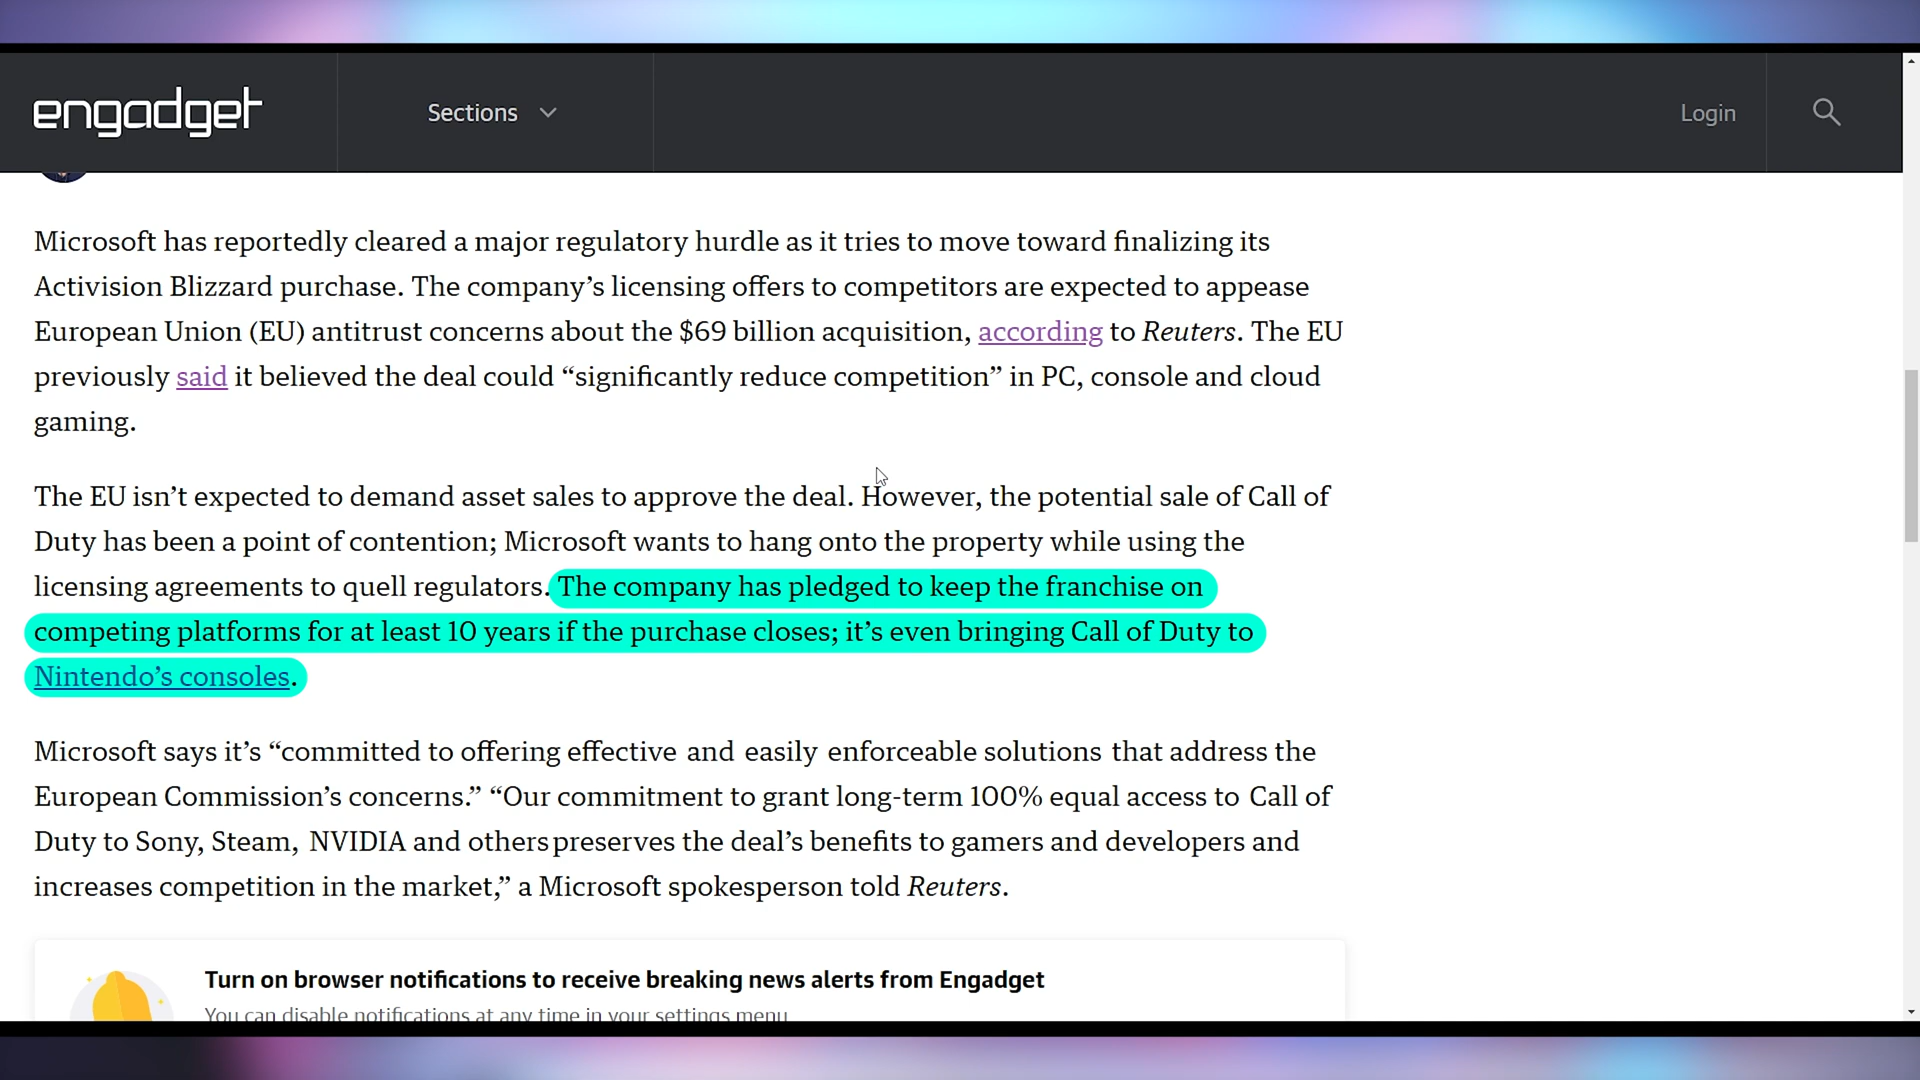 engadget
Sections
Login
Microsoft has reportedly cleared a major regulatory hurdle as it tries to move toward finalizing its
Activision Blizzard purchase. The company’s licensing offers to competitors are expected to appease
European Union (EU) antitrust concerns about the $69 billion acquisition, according to Reuters. The EU
previously said it believed the deal could “significantly reduce competition” in PC, console and cloud
gaming.
The EU isn’t expected to demand asset sales to approve the deal. However, the potential sale of Call of
Duty has been a point of contention; Microsoft wants to hang onto the property while using the
licensing agreements to quell regulators. The company has pledged to keep the franchise on
competing platforms for at least 10 years if the purchase closes; it’s even bringing Call of Duty to
Nintendo’s consoles.
Microsoft says it’s “committed to offering effective and easily enforceable solutions that address the
European Commission’s concerns.” “Our commitment to grant long-term 100% equal access to Call of
Duty to Sony, Steam, NVIDIA and others preserves the deal’s benefits to gamers and developers and
increases competition in the market,” a Microsoft spokesperson told Reuters.
Turn on browser notifications to receive breaking news alerts from Engadget
You can disable notifications at any time in your settings menu